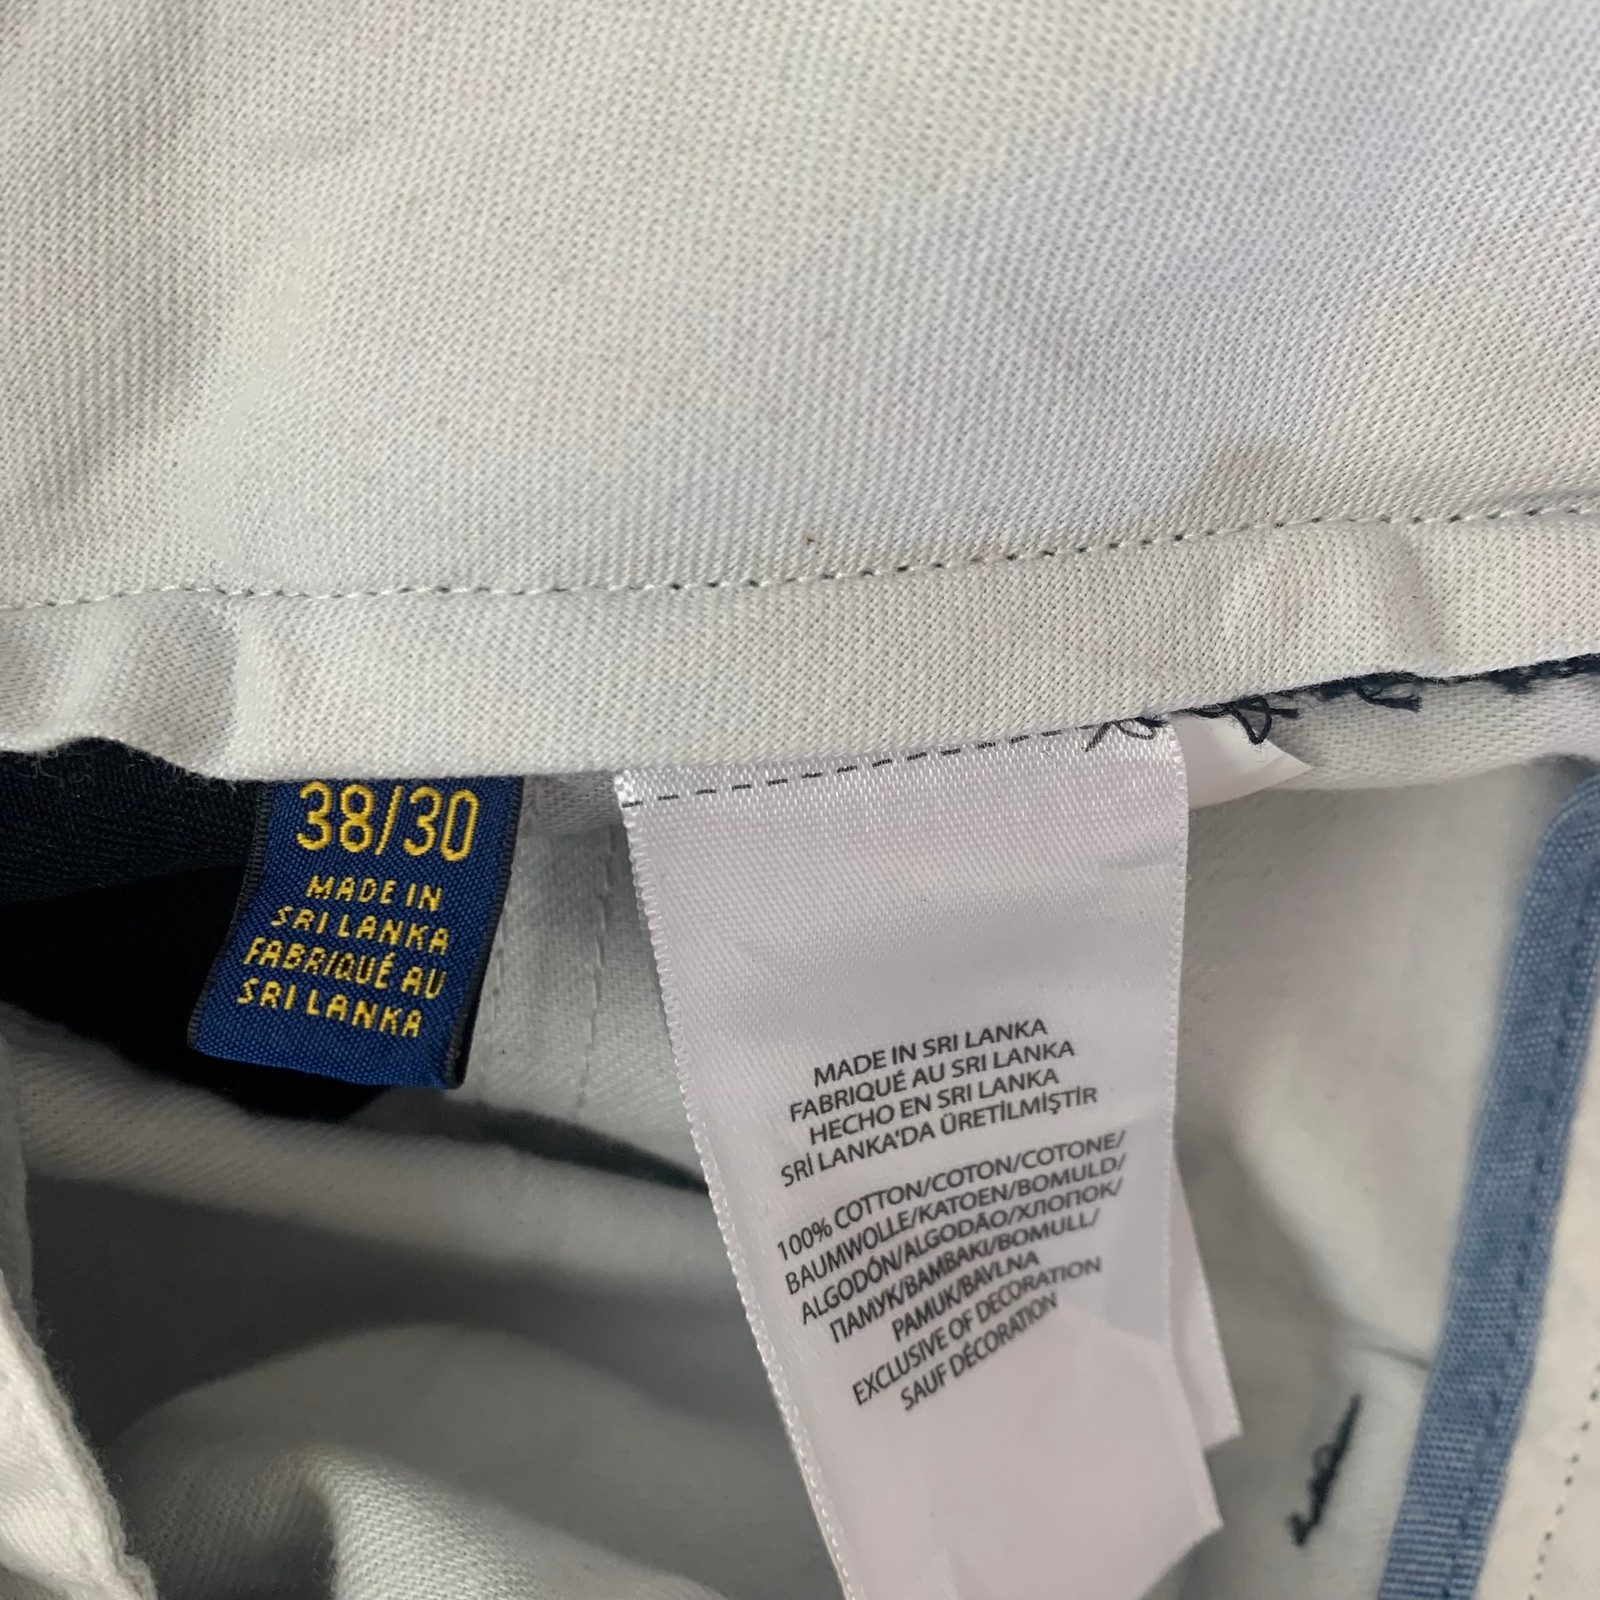 38/30
MADE IN
SRI LANKA
FABRIQUÉ AU
SRI LANKA
MADE IN SRI LANKA
FABRIQUÉ AU SRI LANKA
HECHO EN SRI LANKA
SRİ LANKA'DA ÜRETİLMİŞTİR
100% COTTON/COTON/COTONE/
BAUMWOLLE/KATOEN/BOMULD/
ALGODÓN/ALGODÃO/ХЛОПОК/
ПАМУК/BAMBAKI/BOMULL/
PAMUK/BAVLNA
EXCLUSIVE OF DECORATION
SAUF DÉCORATION